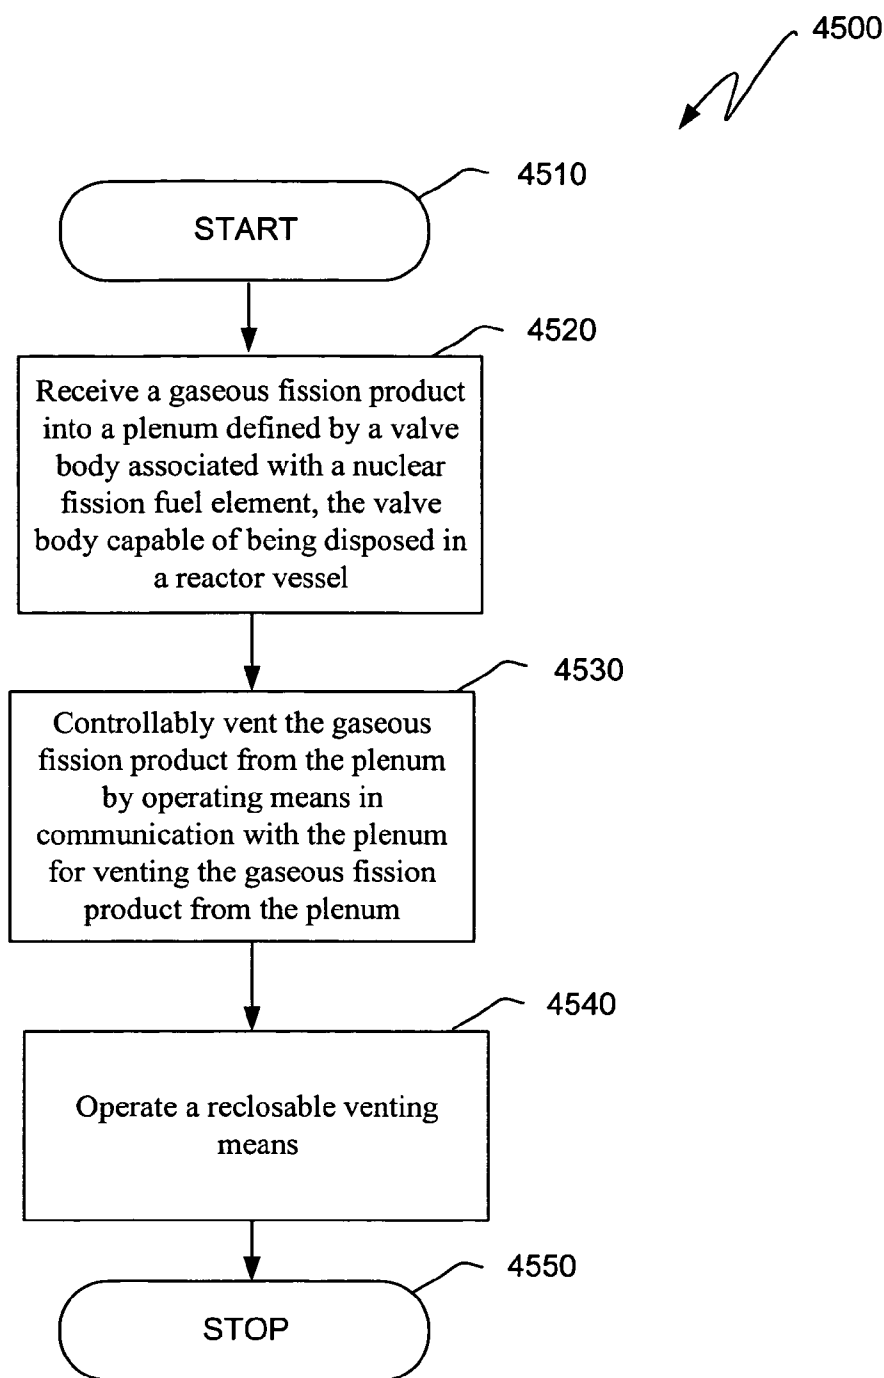 4500
4510
START
4520
Receive a gaseous fission product
into a plenum defined by a valve
body associated with a nuclear
fission fuel element, the valve
body capable of being disposed in
a reactor vessel
4530
Controllably vent the gaseous
fission product from the plenum
by operating means in
communication with the plenum
for venting the gaseous fission
product from the plenum
4540
Operate a reclosable venting
means
4550
STOP